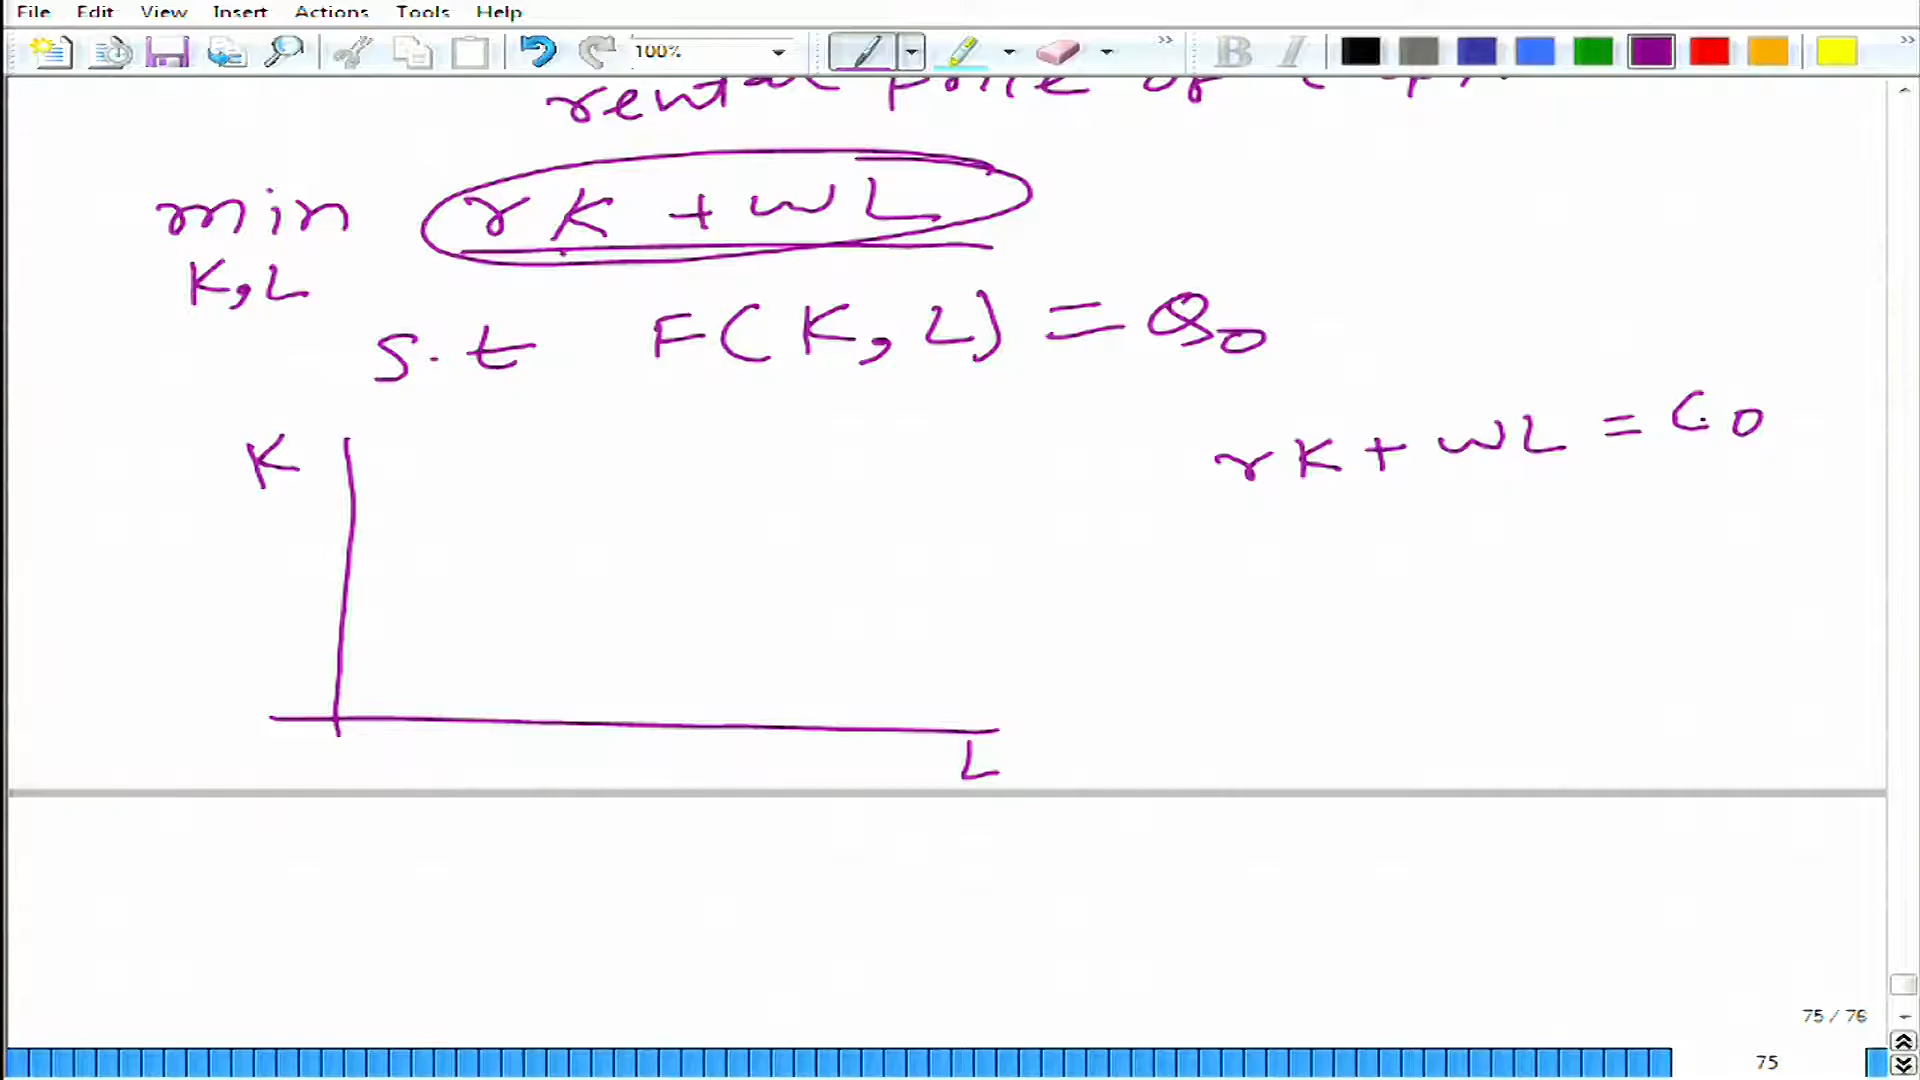 File Edit View Insert Actions Tools Help
100%
rental price of
min rK + wL
K, L
s.t F(K, L) = Q0
rK + wL = C0
K
L
75 / 76
75